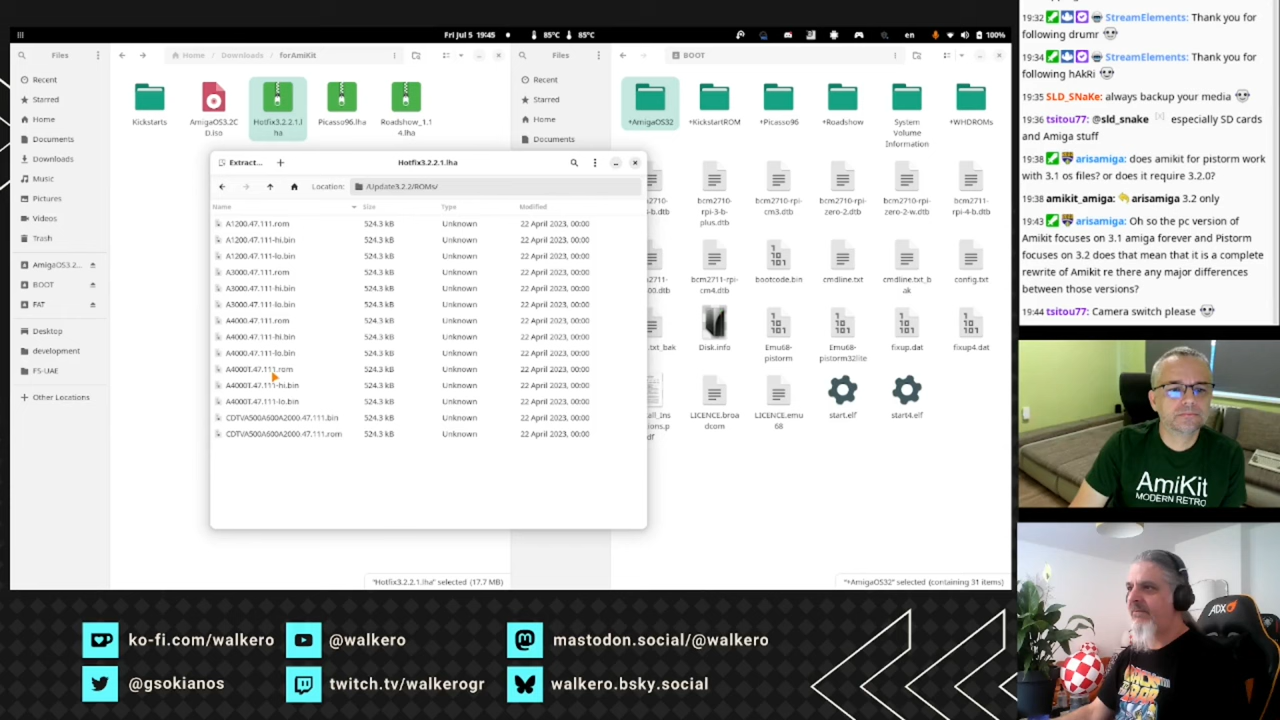 Fri Jul 5 19:45
85°C
85°C
en
100%
Files
Home / Downloads / forAmiKit
Recent
Starred
Home
Documents
Downloads
Music
Pictures
Videos
Trash
AmigaOS3.2...
BOOT
FAT
Desktop
development
FS-UAE
Other Locations
Kickstarts
AmigaOS3.2C
D.iso
Hotfix3.2.2.1.l
ha
Picasso96.lha
Roadshow_1.1
4.lha
"Hotfix3.2.2.1.lha" selected (17.7 MB)
Extract...
Hotfix3.2.2.1.lha
Location:
/Update3.2.2/ROMs/
Name Size Type Modified
A1200.47.111.rom 524.3 kB Unknown 22 April 2023, 00:00
A1200.47.111-hi.bin 524.3 kB Unknown 22 April 2023, 00:00
A1200.47.111-lo.bin 524.3 kB Unknown 22 April 2023, 00:00
A3000.47.111.rom 524.3 kB Unknown 22 April 2023, 00:00
A3000.47.111-hi.bin 524.3 kB Unknown 22 April 2023, 00:00
A3000.47.111-lo.bin 524.3 kB Unknown 22 April 2023, 00:00
A4000.47.111.rom 524.3 kB Unknown 22 April 2023, 00:00
A4000.47.111-hi.bin 524.3 kB Unknown 22 April 2023, 00:00
A4000.47.111-lo.bin 524.3 kB Unknown 22 April 2023, 00:00
A4000T.47.111.rom 524.3 kB Unknown 22 April 2023, 00:00
A4000T.47.111-hi.bin 524.3 kB Unknown 22 April 2023, 00:00
A4000T.47.111-lo.bin 524.3 kB Unknown 22 April 2023, 00:00
CDTVA500A600A2000.47.111.bin 524.3 kB Unknown 22 April 2023, 00:00
CDTVA500A600A2000.47.111.rom 524.3 kB Unknown 22 April 2023, 00:00
Files
BOOT
Recent
Starred
Home
Documents
+AmigaOS32
+KickstartROM
+Picasso96
+Roadshow
System
Volume
Information
+WHDROMs
bcm2710-
rpi-3-b-
plus.dtb
bcm2710-rpi-
cm3.dtb
bcm2710-rpi-
zero-2.dtb
bcm2710-rpi-
zero-2-w.dtb
bcm2711-
rpi-4-b.dtb
bcm2711-rpi-
cm4.dtb
bootcode.bin
cmdline.txt
cmdline.txt_b
ak
config.txt
.txt_bak
Disk.info
Emu68-
pistorm
Emu68-
pistorm32lite
fixup.dat
fixup4.dat
LICENCE.broa
dcom
LICENCE.emu
68
start.elf
start4.elf
"+AmigaOS32" selected (containing 31 items)
19:32 StreamElements: Thank you for
following drumr
19:34 StreamElements: Thank you for
following hAkRi
19:35 SLD_SNaKe: always backup your media
19:36 tsitou77: @sld_snake especially SD cards
and Amiga stuff
19:38 arisamiga: does amikit for pistorm work
with 3.1 os files? or does it require 3.2.0?
19:38 amikit_amiga: arisamiga 3.2 only
19:43 arisamiga: Oh so the pc version of
Amikit focuses on 3.1 amiga forever and Pistorm
focuses on 3.2 does that mean that it is a complete
rewrite of Amikit re there any major differences
between those versions?
19:44 tsitou77: Camera switch please
AmiKit
MODERN RETRO
ADX
ko-fi.com/walkero
@walkero
mastodon.social/@walkero
@gsokianos
twitch.tv/walkerogr
walkero.bsky.social